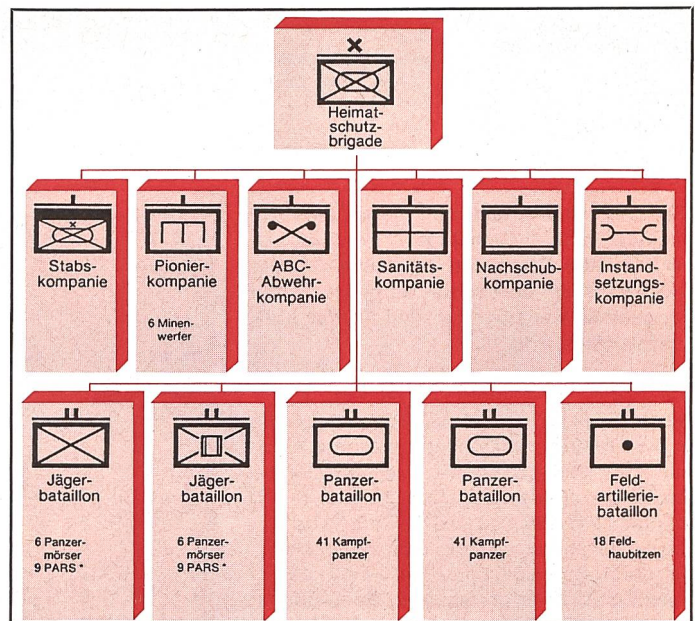 Heimat-
schutz-
brigade
Stabs-
kompanie
Pionier-
kompanie
6 Minen-
werfer
ABC-
Abwehr-
kompanie
Sanitäts-
kompanie
Nachschub-
kompanie
Instand-
setzungs-
kompanie
Jäger-
bataillon
6 Panzer-
mörser
9 PARS *
Jäger-
bataillon
6 Panzer-
mörser
9 PARS *
Panzer-
bataillon
41 Kampf-
panzer
Panzer-
bataillon
41 Kampf-
panzer
Feld-
artillerie-
bataillon
18 Feld-
haubitzen